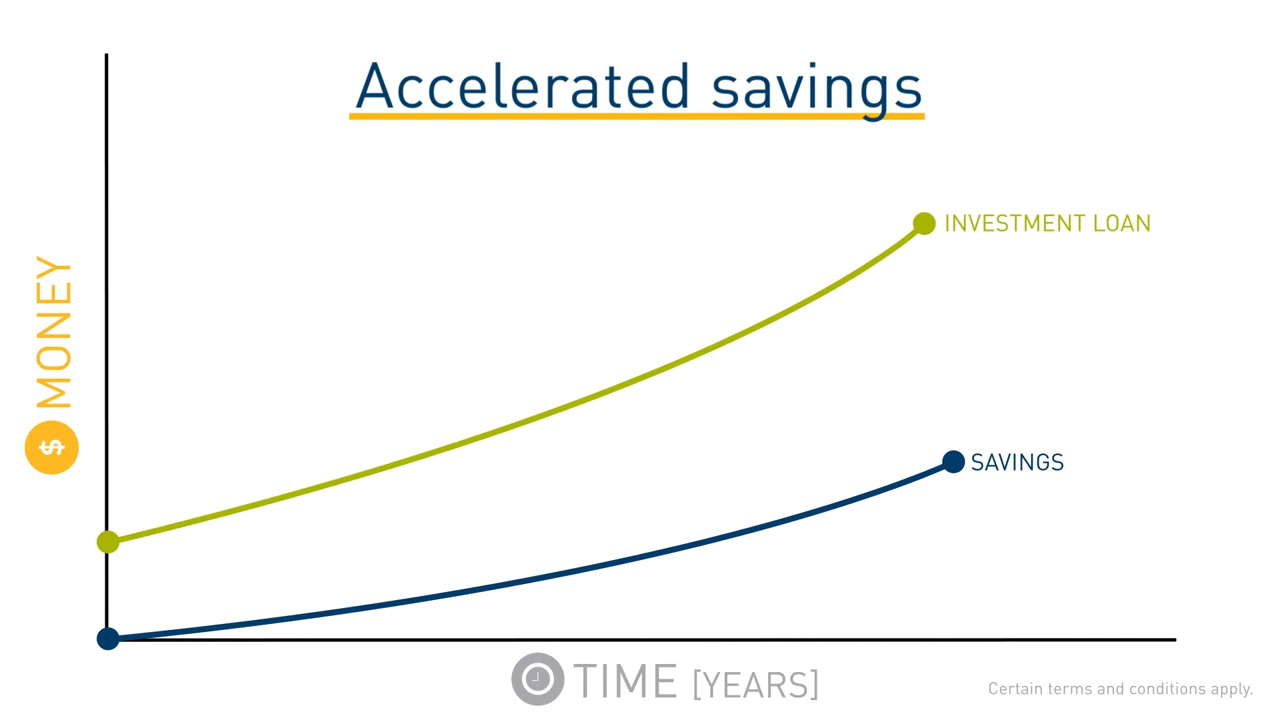 Accelerated savings
INVESTMENT LOAN
$ MONEY
SAVINGS
TIME [YEARS]
Certain terms and conditions apply.